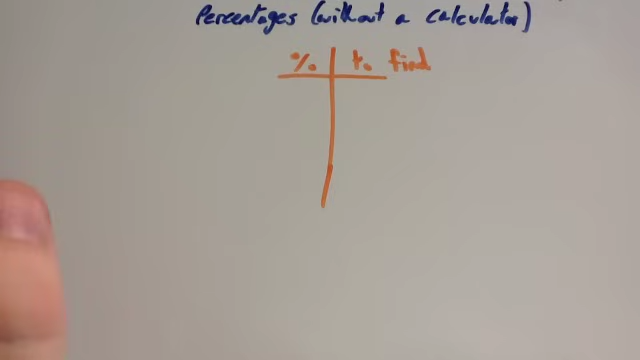 Percentages (without a calculator)
% to find